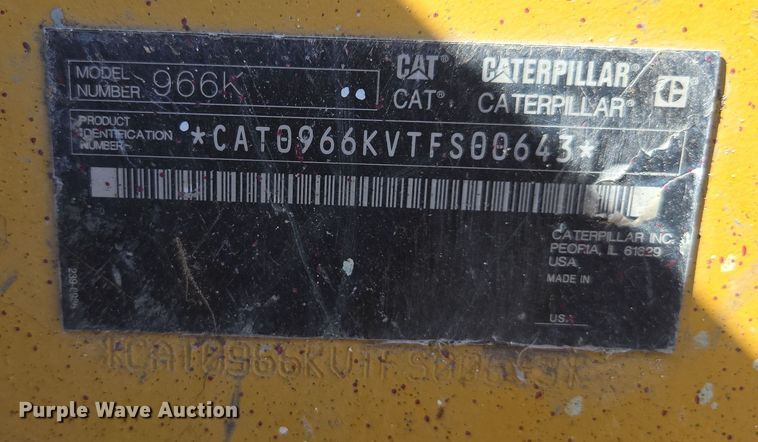 MODEL NUMBER 966K
CAT® CATERPILLAR®
CAT® CATERPILLAR®
PRODUCT IDENTIFICATION NUMBER *CAT0966KVTFS00643*
CATERPILLAR INC.
PEORIA, IL 61629
USA
MADE IN
USA
*CAT0966KVTFS00643*
Purple Wave Auction